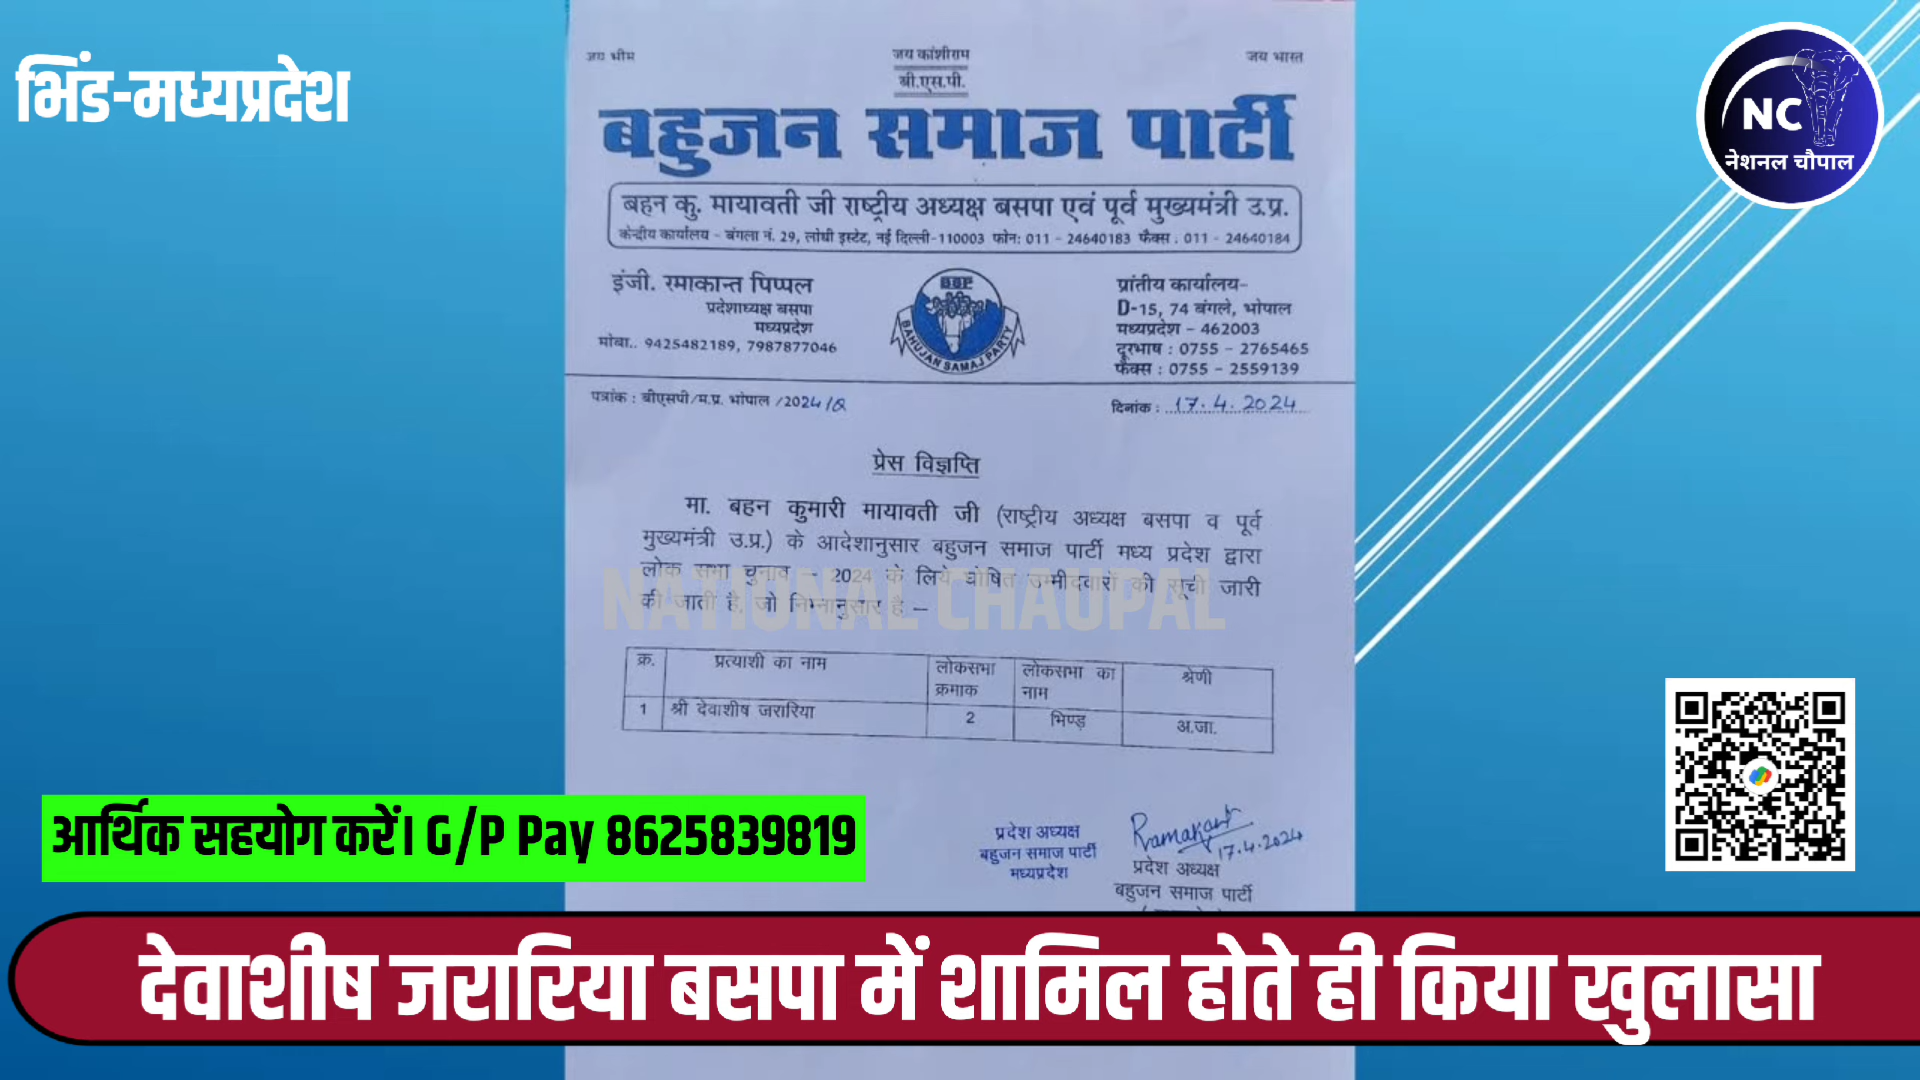 भिंड-मध्यप्रदेश
NC
नेशनल चौपाल
जय भीम
जय कांशीराम
जय भारत
बी.एस.पी.
बहुजन समाज पार्टी
बहन कु. मायावती जी राष्ट्रीय अध्यक्ष बसपा एवं पूर्व मुख्यमंत्री उ.प्र.
केन्द्रीय कार्यालय - बंगला नं. 29, लोधी इस्टेट, नई दिल्ली-110003 फोन: 011 - 24640183 फैक्स . 011 - 24640184
इंजी. रमाकान्त पिप्पल
प्रदेशाध्यक्ष बसपा
मध्यप्रदेश
मोबा.. 9425482189, 7987877046
BSP
BAHUJAN SAMAJ PARTY
प्रांतीय कार्यालय-
D-15, 74 बंगले, भोपाल
मध्यप्रदेश - 462003
दूरभाष : 0755 - 2765465
फैक्स : 0755 - 2559139
पत्रांक : बीएसपी/म.प्र. भोपाल /2024/Q
दिनांक : 17.4.2024
प्रेस विज्ञप्ति
मा. बहन कुमारी मायावती जी (राष्ट्रीय अध्यक्ष बसपा व पूर्व
मुख्यमंत्री उ.प्र.) के आदेशानुसार बहुजन समाज पार्टी मध्य प्रदेश द्वारा
लोक सभा चुनाव - 2024 के लिये घोषित उम्मीदवारों की सूची जारी
की जाती है, जो निम्नानुसार है –
NATIONAL CHAUPAL
क्र. प्रत्याशी का नाम लोकसभा क्रमाक लोकसभा का नाम श्रेणी
1 श्री देवाशीष जरारिया 2 भिण्ड अ.जा.
आर्थिक सहयोग करें। G/P Pay 8625839819
प्रदेश अध्यक्ष
बहुजन समाज पार्टी
मध्यप्रदेश
Ramakant
17.4.2024
प्रदेश अध्यक्ष
बहुजन समाज पार्टी
देवाशीष जरारिया बसपा में शामिल होते ही किया खुलासा